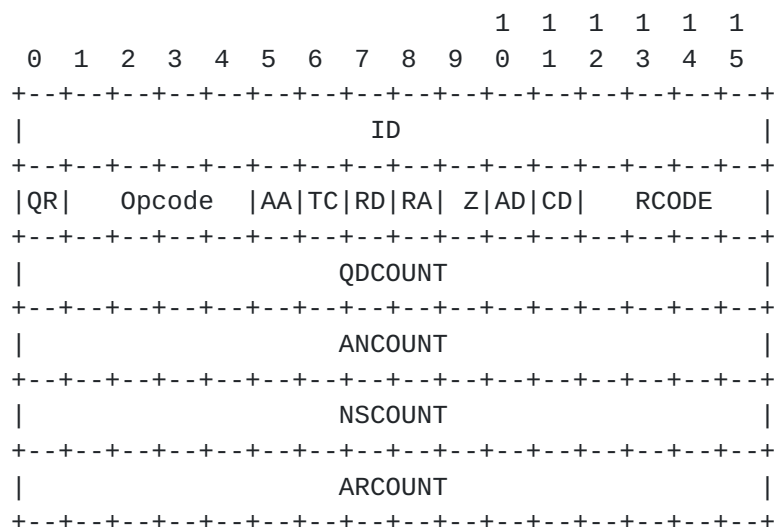 1  1  1  1  1  1
  0  1  2  3  4  5  6  7  8  9  0  1  2  3  4  5
+--+--+--+--+--+--+--+--+--+--+--+--+--+--+--+--+
|                      ID                       |
+--+--+--+--+--+--+--+--+--+--+--+--+--+--+--+--+
|QR|   Opcode  |AA|TC|RD|RA| Z|AD|CD|   RCODE   |
+--+--+--+--+--+--+--+--+--+--+--+--+--+--+--+--+
|                    QDCOUNT                    |
+--+--+--+--+--+--+--+--+--+--+--+--+--+--+--+--+
|                    ANCOUNT                    |
+--+--+--+--+--+--+--+--+--+--+--+--+--+--+--+--+
|                    NSCOUNT                    |
+--+--+--+--+--+--+--+--+--+--+--+--+--+--+--+--+
|                    ARCOUNT                    |
+--+--+--+--+--+--+--+--+--+--+--+--+--+--+--+--+